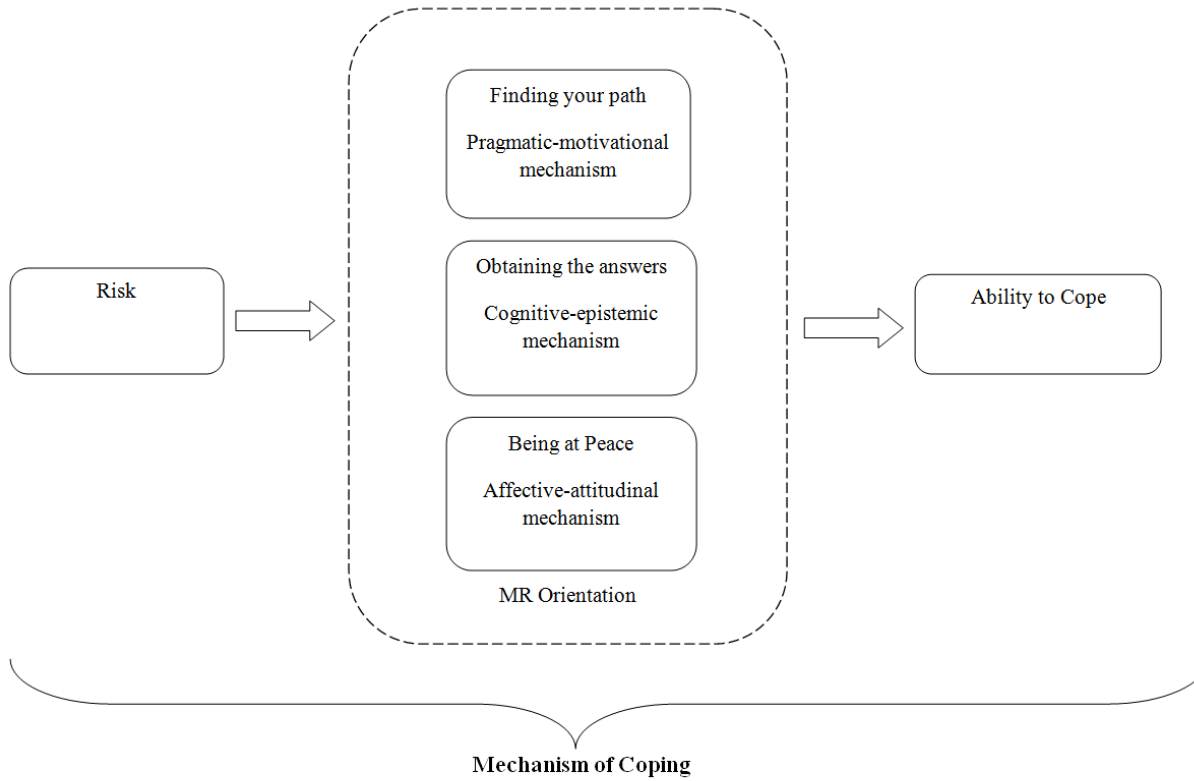 Finding your path
Pragmatic-motivational
mechanism
Obtaining the answers
Cognitive-epistemic
mechanism
Risk
Ability to Cope
Being at Peace
Affective-attitudinal
mechanism
MR Orientation
Mechanism of Coping